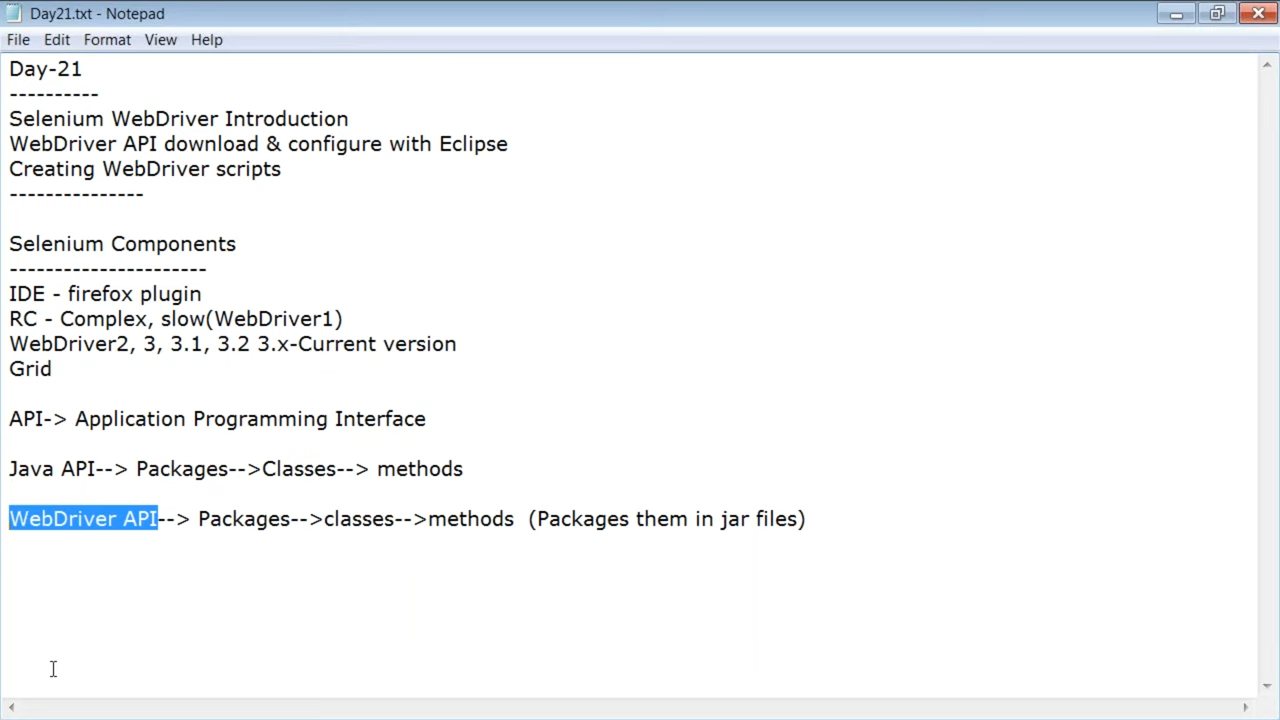 Day21.txt - Notepad
File Edit Format View Help
Day-21
----------
Selenium WebDriver Introduction
WebDriver API download & configure with Eclipse
Creating WebDriver scripts
---------------
Selenium Components
----------------------
IDE - firefox plugin
RC - Complex, slow(WebDriver1)
WebDriver2, 3, 3.1, 3.2 3.x-Current version
Grid
API-> Application Programming Interface
Java API--> Packages-->Classes--> methods
WebDriver API--> Packages-->classes-->methods  (Packages them in jar files)